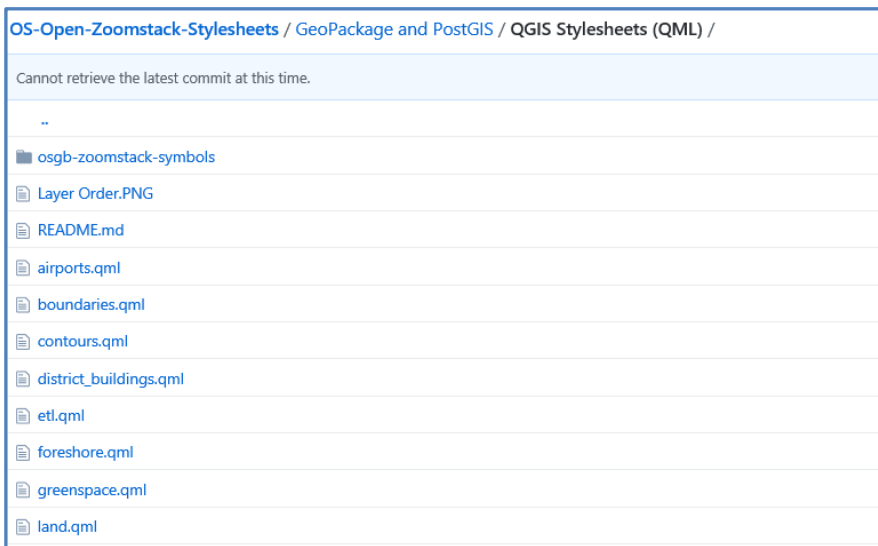 OS-Open-Zoomstack-Stylesheets / GeoPackage and PostGIS / QGIS Stylesheets (QML) /
Cannot retrieve the latest commit at this time.
..
osgb-zoomstack-symbols
Layer Order.PNG
README.md
airports.qml
boundaries.qml
contours.qml
district_buildings.qml
etl.qml
foreshore.qml
greenspace.qml
land.qml